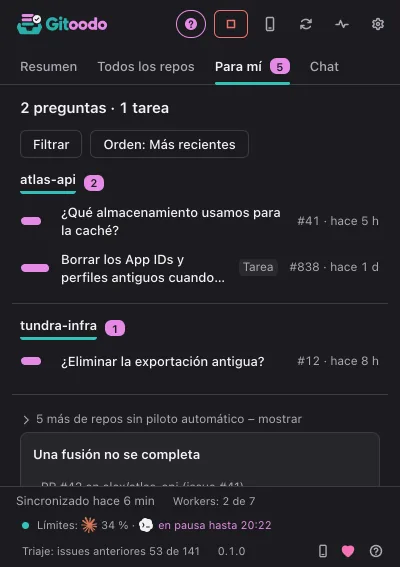 Gitoodo
Resumen Todos los repos Para mí 5 Chat
2 preguntas · 1 tarea
Filtrar Orden: Más recientes
atlas-api 2
¿Qué almacenamiento usamos para
la caché?
#41 · hace 5 h
Borrar los App IDs y
perfiles antiguos cuando...
Tarea #838 · hace 1 d
tundra-infra 1
¿Eliminar la exportación antigua? #12 · hace 8 h
5 más de repos sin piloto automático – mostrar
Una fusión no se completa
Sincronizado hace 6 min Workers: 2 de 7
Límites: 34 % · en pausa hasta 20:22
Triaje: issues anteriores 53 de 141 0.1.0